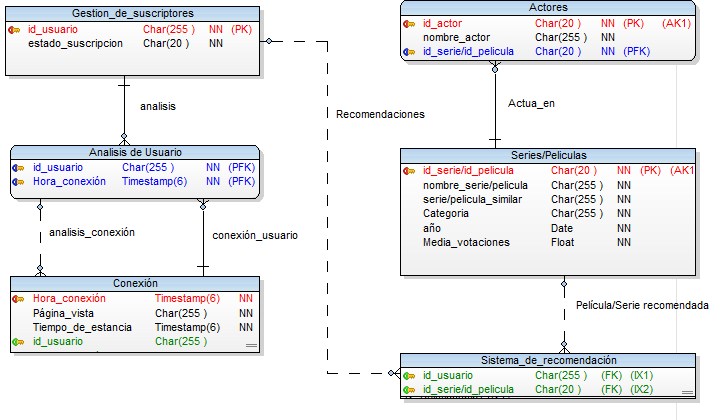 Gestion_de_suscriptores
id_usuario Char(255 ) NN (PK)
estado_suscripcion Char(20 ) NN
Actores
id_actor Char(20 ) NN (PK) (AK1)
nombre_actor Char(255 ) NN
id_serie/id_pelicula Char(20 ) NN (PFK)
analisis
Recomendaciones
Actua_en
Analisis de Usuario
id_usuario Char(255 ) NN (PFK)
Hora_conexión Timestamp(6) NN (PFK)
Series/Peliculas
id_serie/id_pelicula Char(20 ) NN (PK) (AK1
nombre_serie/pelicula Char(255 ) NN
serie/pelicula_similar Char(255 ) NN
Categoria Char(255 ) NN
año Date NN
Media_votaciones Float NN
analisis_conexión
conexión_usuario
Conexión
Hora_conexión Timestamp(6) NN
Página_vista Char(255 ) NN
Tiempo_de_estancia Timestamp(6) NN
id_usuario Char(255 )
Película/Serie recomendada
Sistema_de_recomendación
id_usuario Char(255 ) (FK) (IX1)
id_serie/id_pelicula Char(20 ) (FK) (IX2)